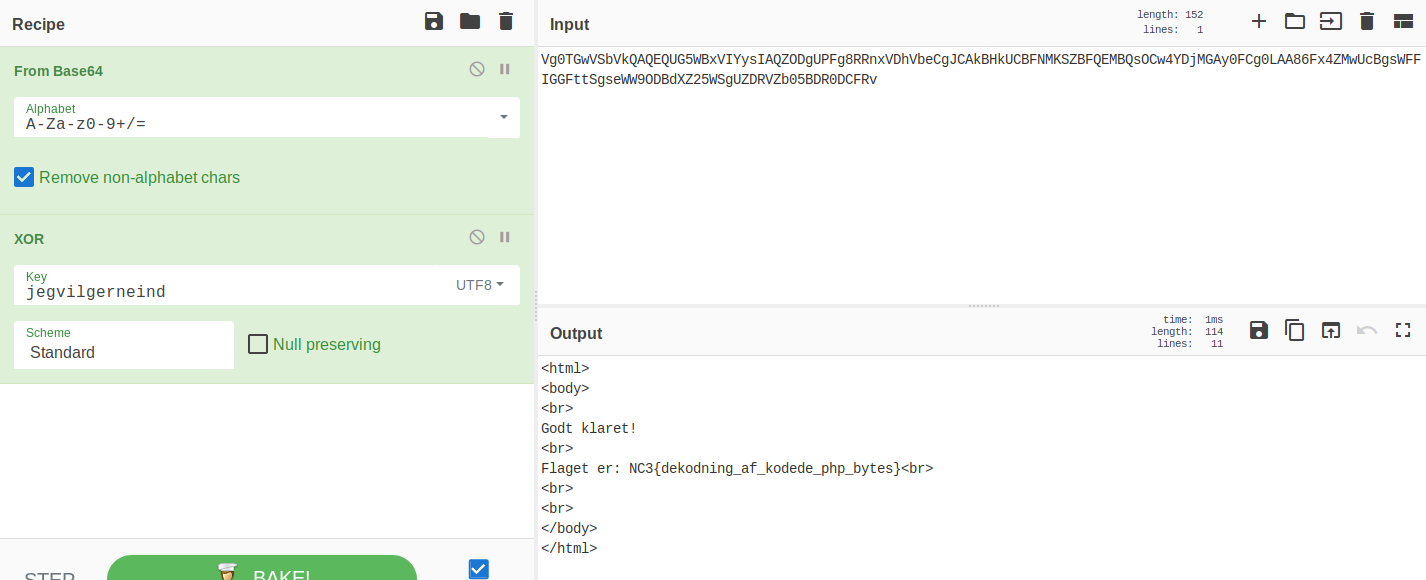 Recipe
From Base64
Alphabet
A-Za-z0-9+/=
Remove non-alphabet chars
XOR
Key
jegvilgerneind
UTF8
Scheme
Standard
Null preserving
STEP
BAKE!
Input
length: 152
lines: 1
Vg0TGwVSbVkQAQEQUG5WBxVIYysIAQZODgUPFg8RRnxVDhVbeCgJCAkBHkUCBFNMKSZBFQEMBQsOCw4YDjMGAy0FCg0LAA86Fx4ZMwUcBgsWFF
IGGFttSgseWW9ODBdXZ25WSgUZDRVZb05BDR0DCFRv
Output
time: 1ms
length: 114
lines: 11
<html>
<body>
<br>
Godt klaret!
<br>
Flaget er: NC3{dekodning_af_kodede_php_bytes}<br>
<br>
<br>
</body>
</html>